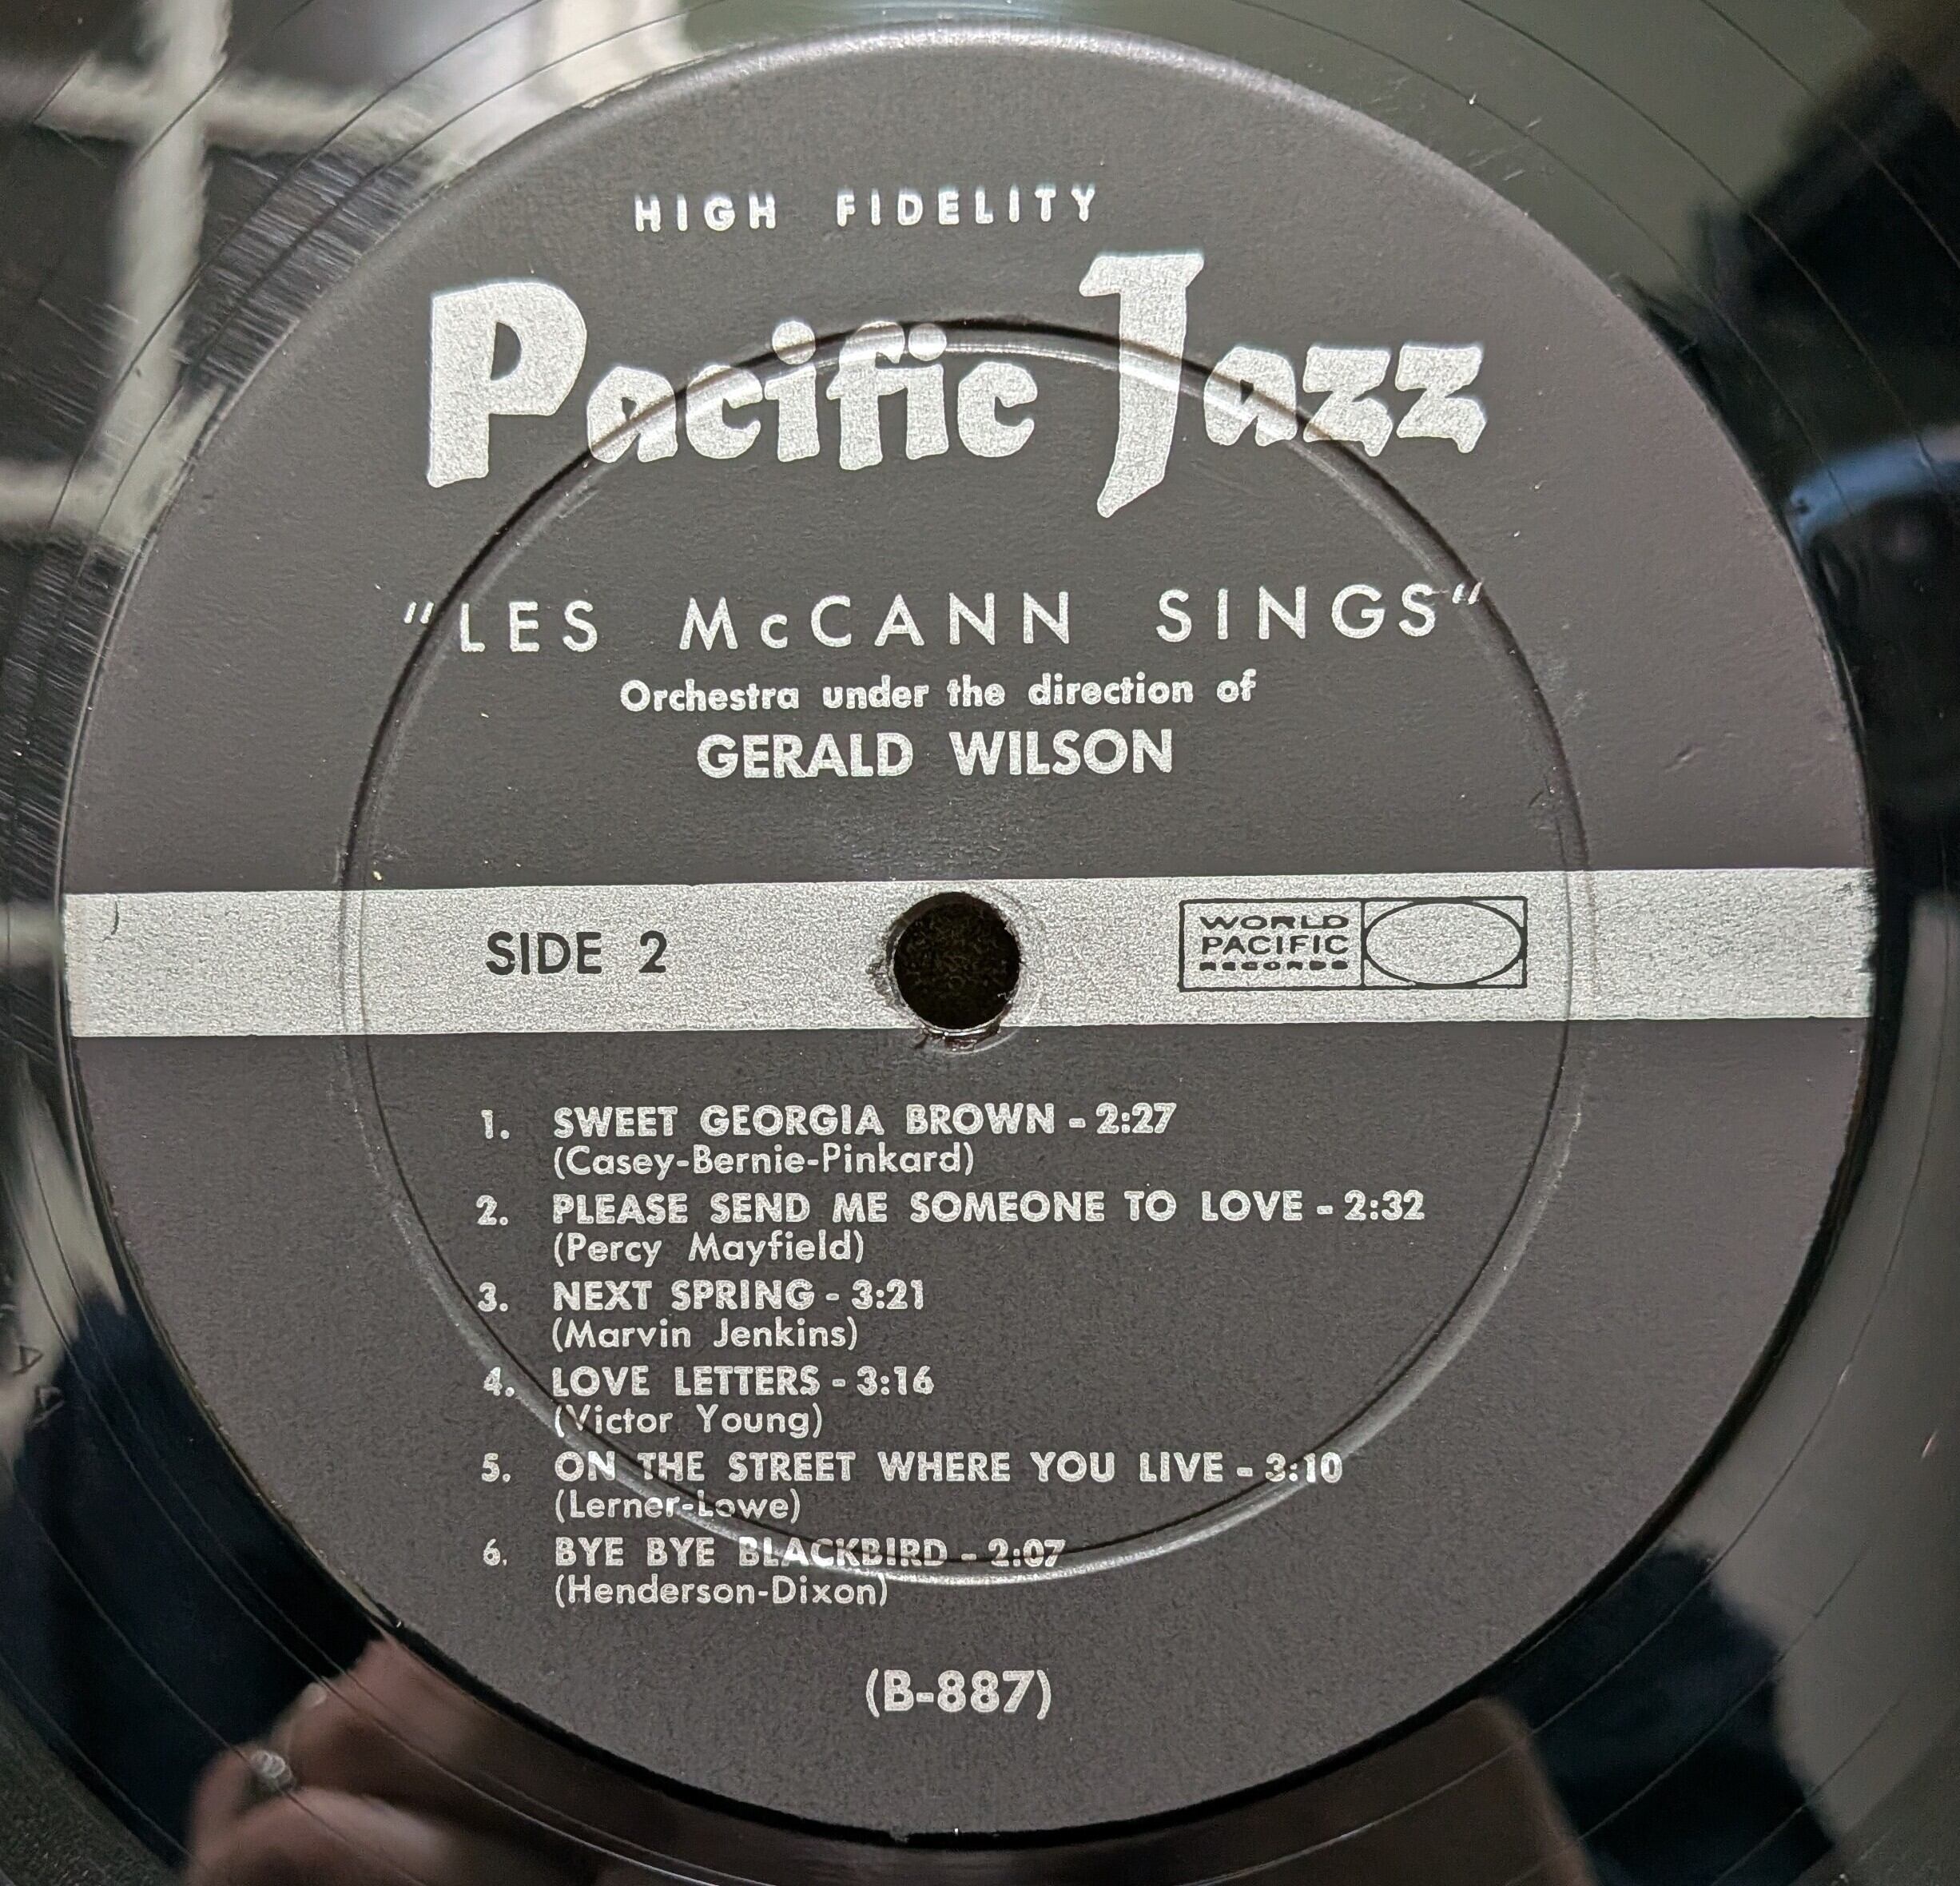 HIGH FIDELITY
Pacific Jazz
"LES McCANN SINGS"
Orchestra under the direction of
GERALD WILSON
SIDE 2
WORLD
PACIFIC
RECORDS
1. SWEET GEORGIA BROWN - 2:27
(Casey-Bernie-Pinkard)
2. PLEASE SEND ME SOMEONE TO LOVE - 2:32
(Percy Mayfield)
3. NEXT SPRING - 3:21
(Marvin Jenkins)
4. LOVE LETTERS - 3:16
(Victor Young)
5. ON THE STREET WHERE YOU LIVE - 3:10
(Lerner-Lowe)
6. BYE BYE BLACKBIRD - 2:07
(Henderson-Dixon)
(B-887)